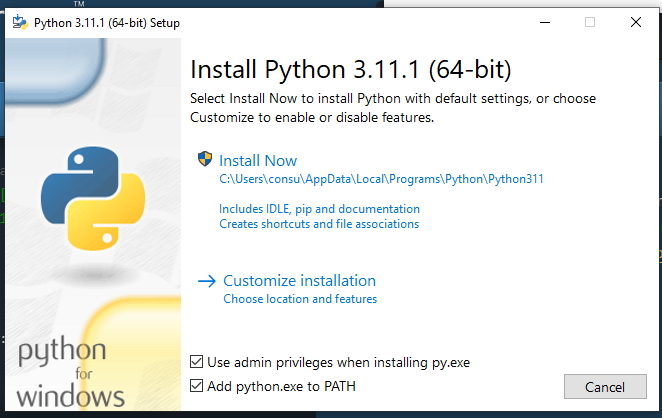 TM
Python 3.11.1 (64-bit) Setup
Install Python 3.11.1 (64-bit)
Select Install Now to install Python with default settings, or choose
Customize to enable or disable features.
Install Now
C:\Users\consu\AppData\Local\Programs\Python\Python311
Includes IDLE, pip and documentation
Creates shortcuts and file associations
Customize installation
Choose location and features
python
for
windows
Use admin privileges when installing py.exe
Add python.exe to PATH
Cancel